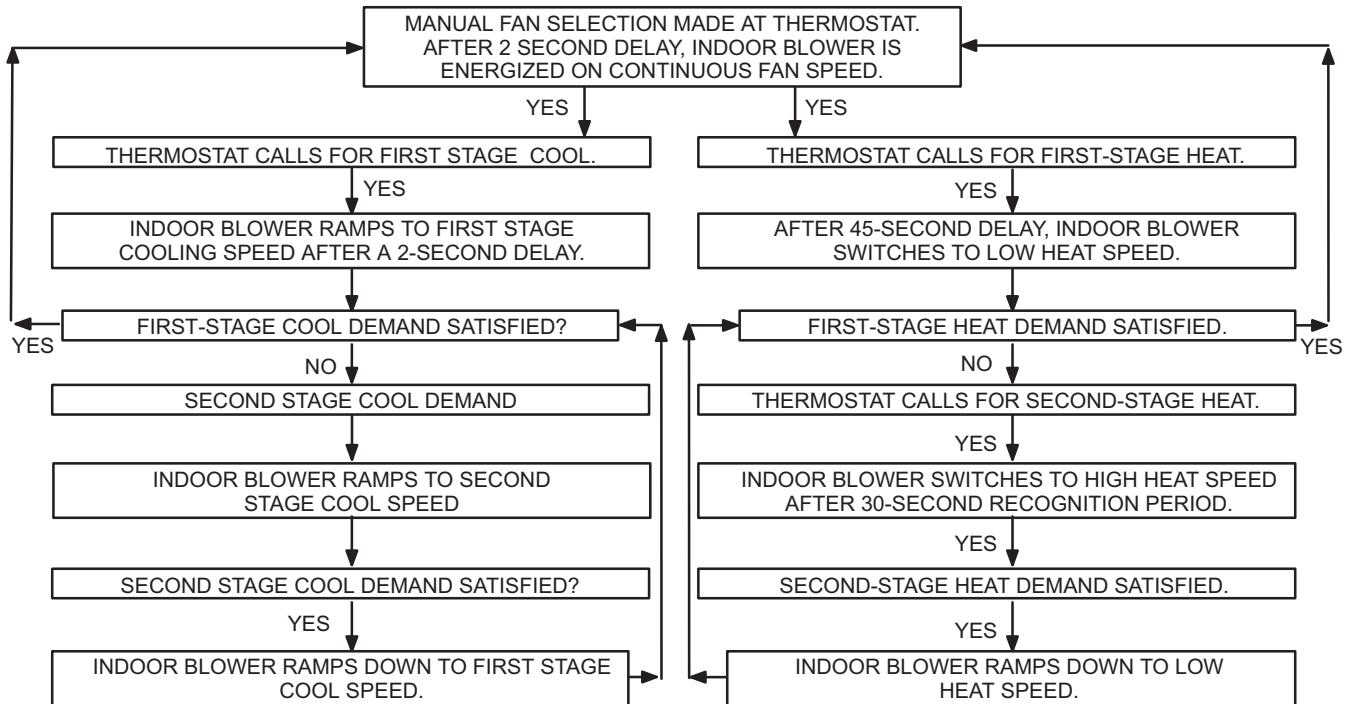 MANUAL FAN SELECTION MADE AT THERMOSTAT.
AFTER 2 SECOND DELAY, INDOOR BLOWER IS
ENERGIZED ON CONTINUOUS FAN SPEED.
YES
YES
THERMOSTAT CALLS FOR FIRST STAGE COOL.
YES
INDOOR BLOWER RAMPS TO FIRST STAGE
COOLING SPEED AFTER A 2-SECOND DELAY.
FIRST-STAGE COOL DEMAND SATISFIED?
YES
NO
SECOND STAGE COOL DEMAND
INDOOR BLOWER RAMPS TO SECOND
STAGE COOL SPEED
SECOND STAGE COOL DEMAND SATISFIED?
YES
INDOOR BLOWER RAMPS DOWN TO FIRST STAGE
COOL SPEED.
THERMOSTAT CALLS FOR FIRST-STAGE HEAT.
YES
AFTER 45-SECOND DELAY, INDOOR BLOWER
SWITCHES TO LOW HEAT SPEED.
FIRST-STAGE HEAT DEMAND SATISFIED.
YES
NO
THERMOSTAT CALLS FOR SECOND-STAGE HEAT.
YES
INDOOR BLOWER SWITCHES TO HIGH HEAT SPEED
AFTER 30-SECOND RECOGNITION PERIOD.
YES
SECOND-STAGE HEAT DEMAND SATISFIED.
YES
INDOOR BLOWER RAMPS DOWN TO LOW
HEAT SPEED.